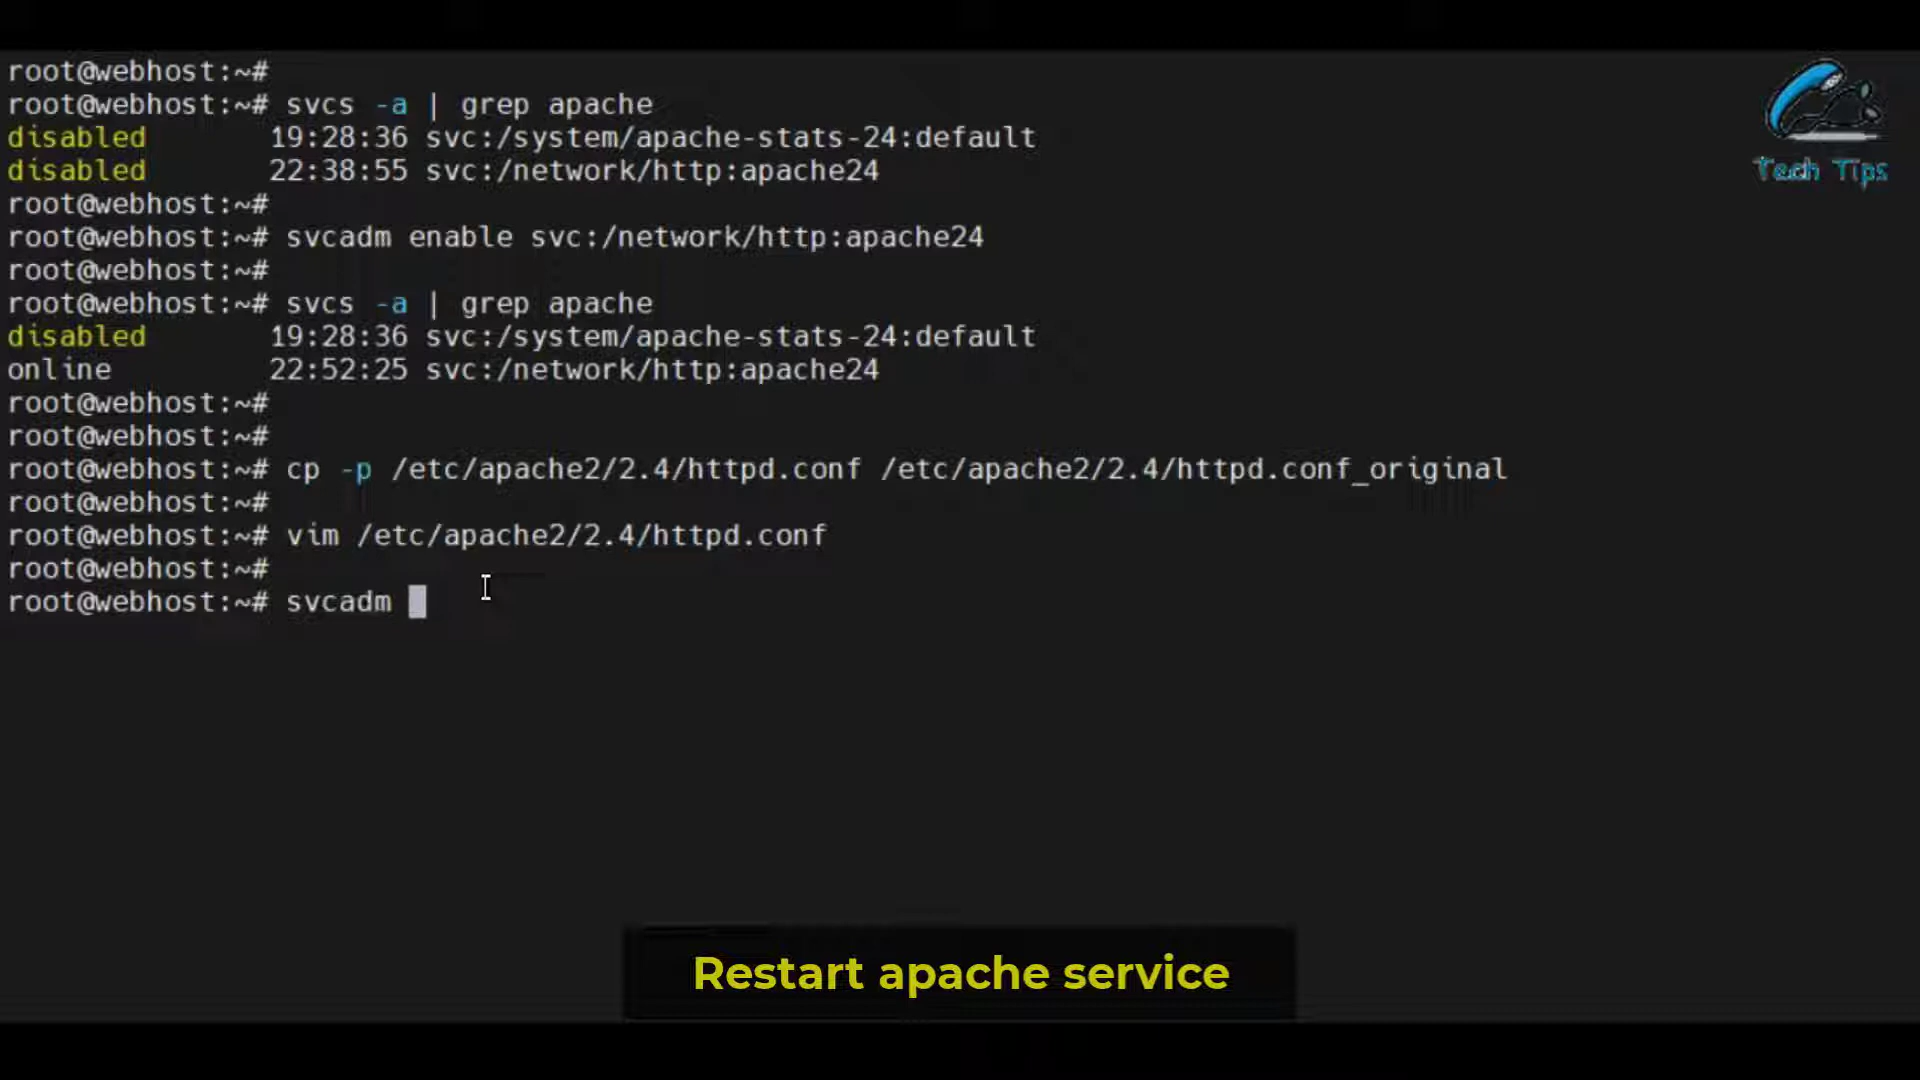 root@webhost:~#
root@webhost:~# svcs -a | grep apache
disabled       19:28:36 svc:/system/apache-stats-24:default
disabled       22:38:55 svc:/network/http:apache24
root@webhost:~#
root@webhost:~# svcadm enable svc:/network/http:apache24
root@webhost:~#
root@webhost:~# svcs -a | grep apache
disabled       19:28:36 svc:/system/apache-stats-24:default
online         22:52:25 svc:/network/http:apache24
root@webhost:~#
root@webhost:~#
root@webhost:~# cp -p /etc/apache2/2.4/httpd.conf /etc/apache2/2.4/httpd.conf_original
root@webhost:~#
root@webhost:~# vim /etc/apache2/2.4/httpd.conf
root@webhost:~#
root@webhost:~# svcadm
Tech Tips
Restart apache service